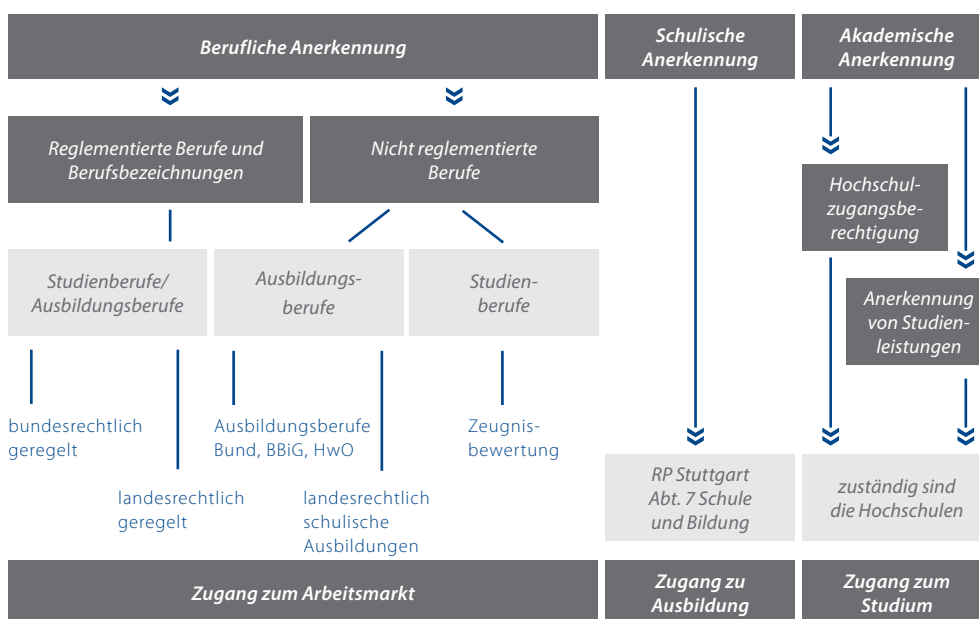 Berufliche Anerkennung
Schulische
Anerkennung
Akademische
Anerkennung
Reglementierte Berufe und
Berufsbezeichnungen
Nicht reglementierte
Berufe
Hochschul-
zugangsbe-
rechtigung
Studienberufe/
Ausbildungsberufe
Ausbildungs-
berufe
Studien-
berufe
Anerkennung
von Studien-
leistungen
bundesrechtlich
geregelt
landesrechtlich
geregelt
Ausbildungsberufe
Bund, BBiG, HwO
landesrechtlich
schulische
Ausbildungen
Zeugnis-
bewertung
RP Stuttgart
Abt. 7 Schule
und Bildung
zuständig sind
die Hochschulen
Zugang zum Arbeitsmarkt
Zugang zu
Ausbildung
Zugang zum
Studium